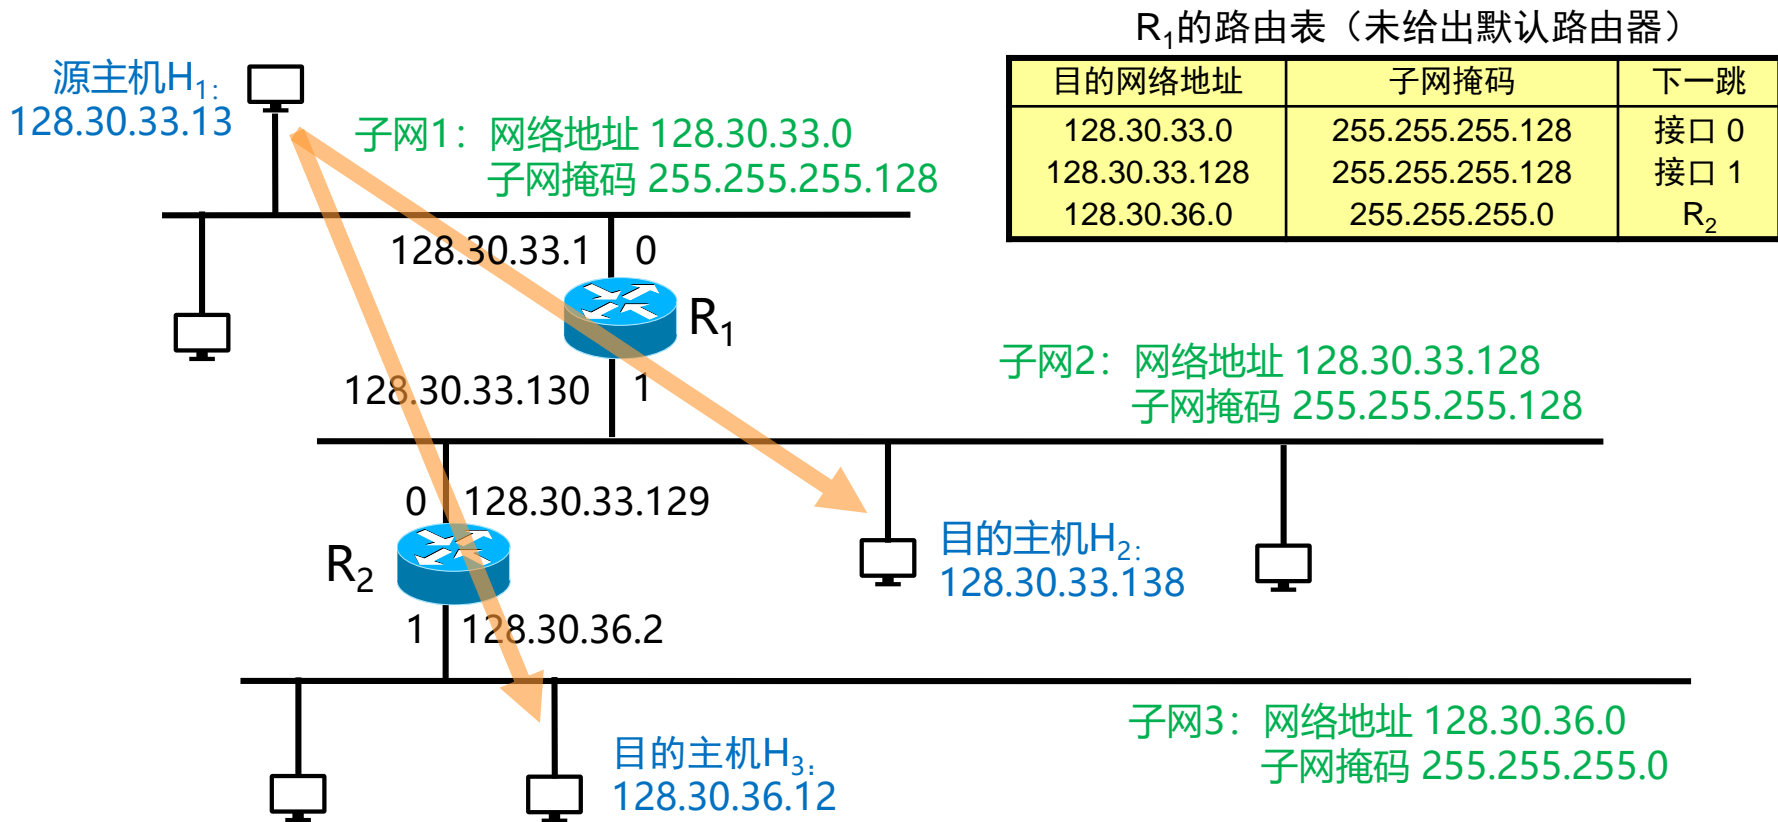 R₁的路由表（未给出默认路由器）
目的网络地址 子网掩码 下一跳
128.30.33.0 255.255.255.128 接口 0
128.30.33.128 255.255.255.128 接口 1
128.30.36.0 255.255.255.0 R₂
源主机H₁:
128.30.33.13
子网1：网络地址 128.30.33.0
子网掩码 255.255.255.128
128.30.33.1 0
R₁
128.30.33.130 1
子网2：网络地址 128.30.33.128
子网掩码 255.255.255.128
0 128.30.33.129
R₂
目的主机H₂:
128.30.33.138
1 128.30.36.2
子网3：网络地址 128.30.36.0
子网掩码 255.255.255.0
目的主机H₃:
128.30.36.12